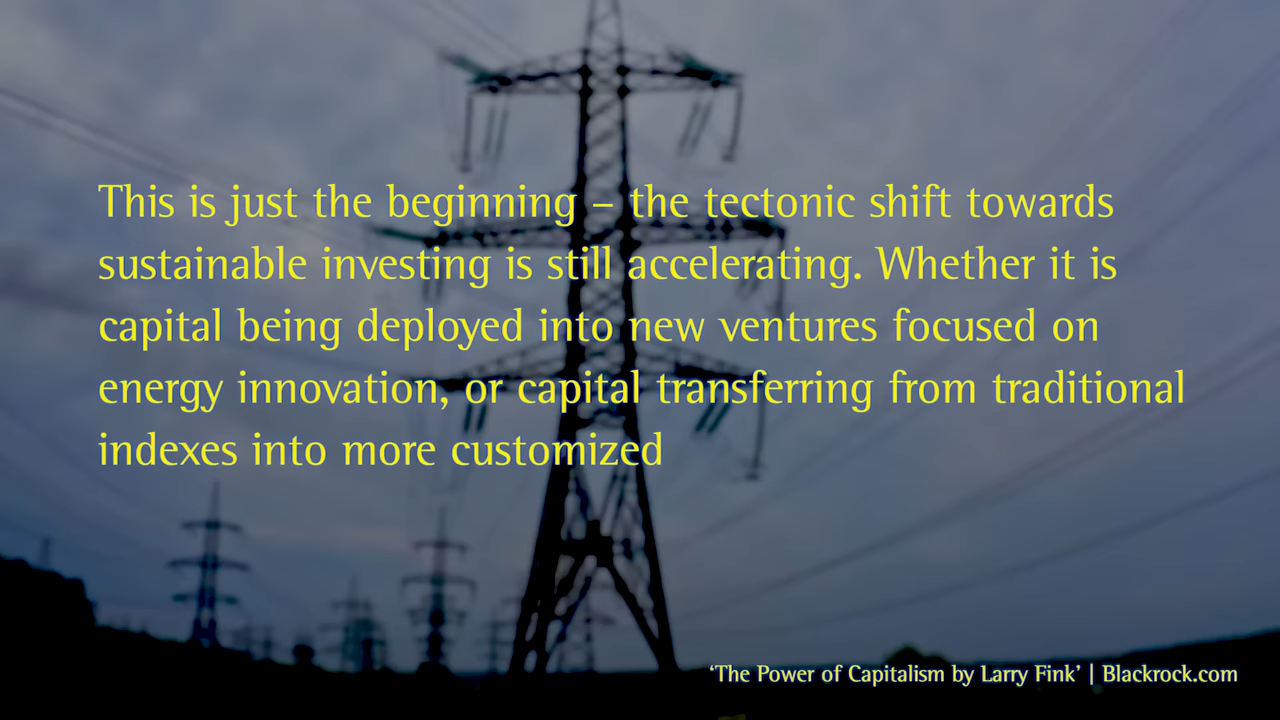 This is just the beginning – the tectonic shift towards
sustainable investing is still accelerating. Whether it is
capital being deployed into new ventures focused on
energy innovation, or capital transferring from traditional
indexes into more customized
‘The Power of Capitalism by Larry Fink’ | Blackrock.com